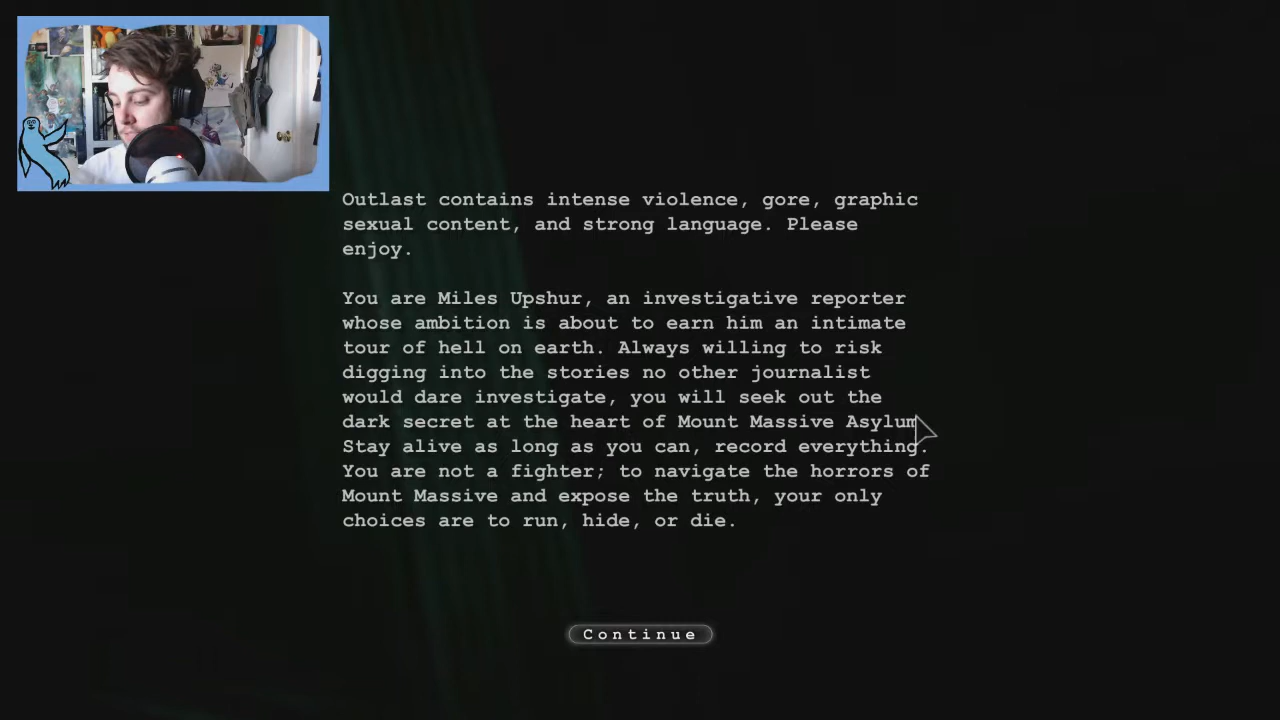 Outlast contains intense violence, gore, graphic
sexual content, and strong language. Please
enjoy.
You are Miles Upshur, an investigative reporter
whose ambition is about to earn him an intimate
tour of hell on earth. Always willing to risk
digging into the stories no other journalist
would dare investigate, you will seek out the
dark secret at the heart of Mount Massive Asylum
Stay alive as long as you can, record everything.
You are not a fighter; to navigate the horrors of
Mount Massive and expose the truth, your only
choices are to run, hide, or die.
Continue